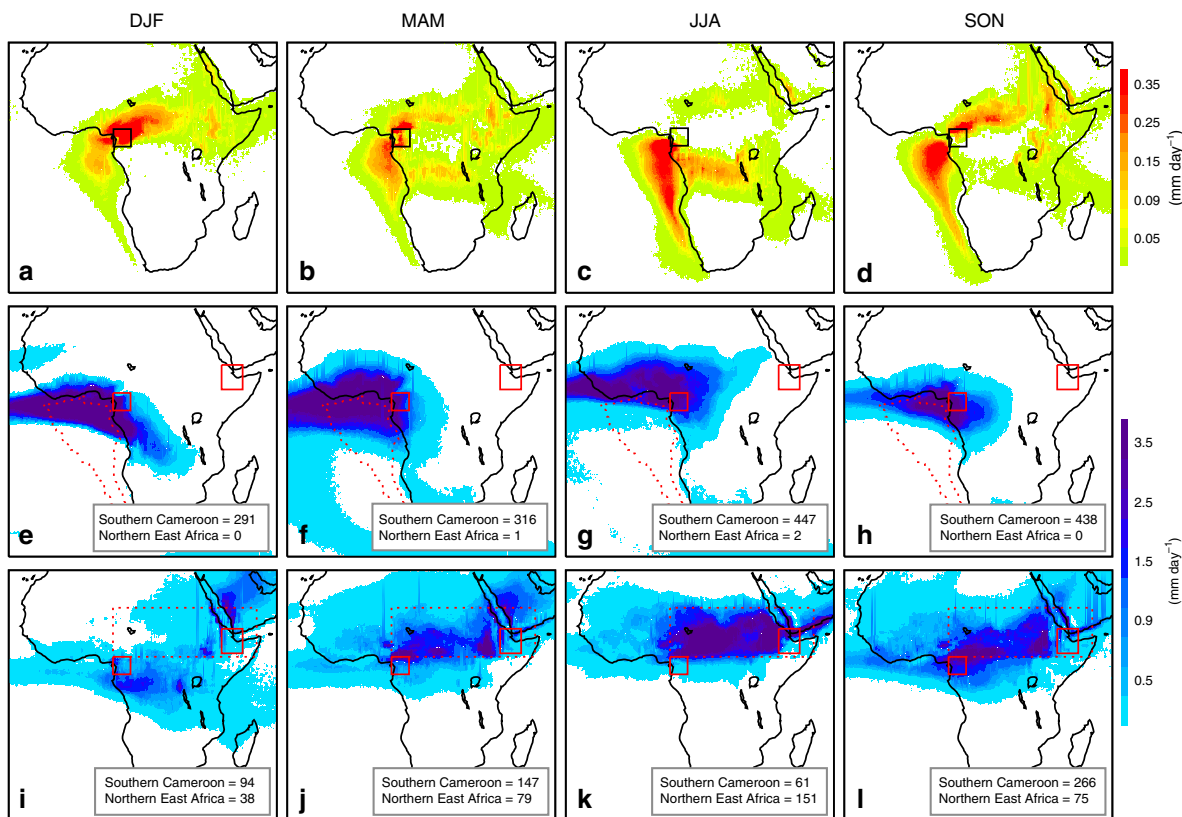 DJF
MAM
JJA
SON
a
b
c
d
0.35
0.25
0.15
0.09
0.05
(mm day⁻¹)
e
Southern Cameroon = 291
Northern East Africa = 0
f
Southern Cameroon = 316
Northern East Africa = 1
g
Southern Cameroon = 447
Northern East Africa = 2
h
Southern Cameroon = 438
Northern East Africa = 0
i
Southern Cameroon = 94
Northern East Africa = 38
j
Southern Cameroon = 147
Northern East Africa = 79
k
Southern Cameroon = 61
Northern East Africa = 151
l
Southern Cameroon = 266
Northern East Africa = 75
3.5
2.5
1.5
0.9
0.5
(mm day⁻¹)